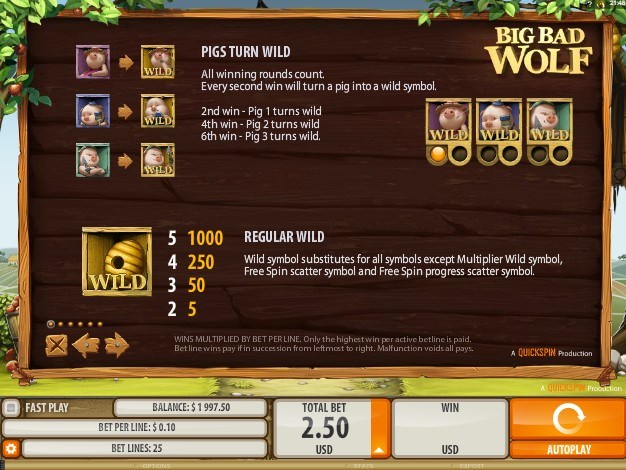 21:48
BIG BAD
WOLF
PIGS TURN WILD
All winning rounds count.
Every second win will turn a pig into a wild symbol.
2nd win - Pig 1 turns wild
4th win - Pig 2 turns wild
6th win - Pig 3 turns wild.
WILD
WILD
WILD
WILD WILD WILD
WILD
5 1000
4 250
3 50
2 5
REGULAR WILD
Wild symbol substitutes for all symbols except Multiplier Wild symbol,
Free Spin scatter symbol and Free Spin progress scatter symbol.
WINS MULTIPLIED BY BET PER LINE. Only the highest win per active betline is paid.
Bet line wins pay if in succession from leftmost to right. Malfunction voids all pays.
A QUICKSPIN Production
A QUICKSPIN Production
FAST PLAY
BALANCE: $ 1 997.50
BET PER LINE: $ 0.10
BET LINES: 25
TOTAL BET
2.50
USD
WIN
USD
AUTOPLAY
OPTIONS